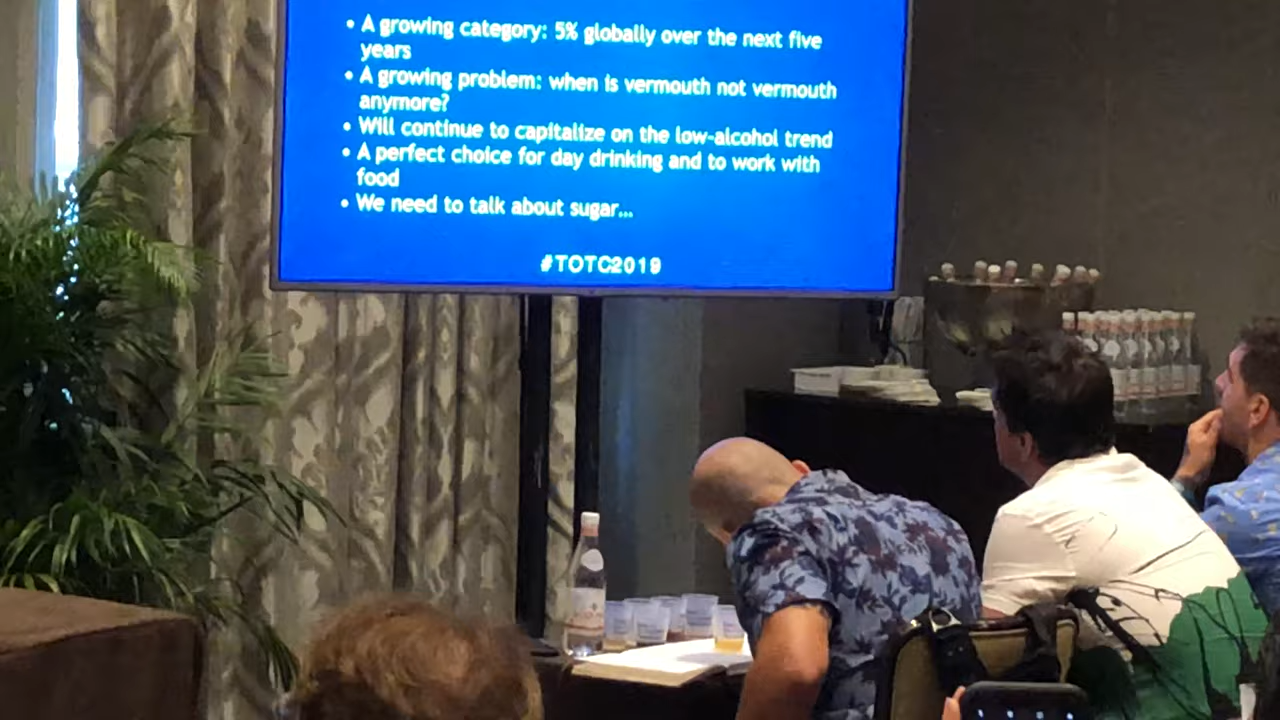 • A growing category: 5% globally over the next five
years
• A growing problem: when is vermouth not vermouth
anymore?
• Will continue to capitalize on the low-alcohol trend
• A perfect choice for day drinking and to work with
food
• We need to talk about sugar...
#TOTC2019